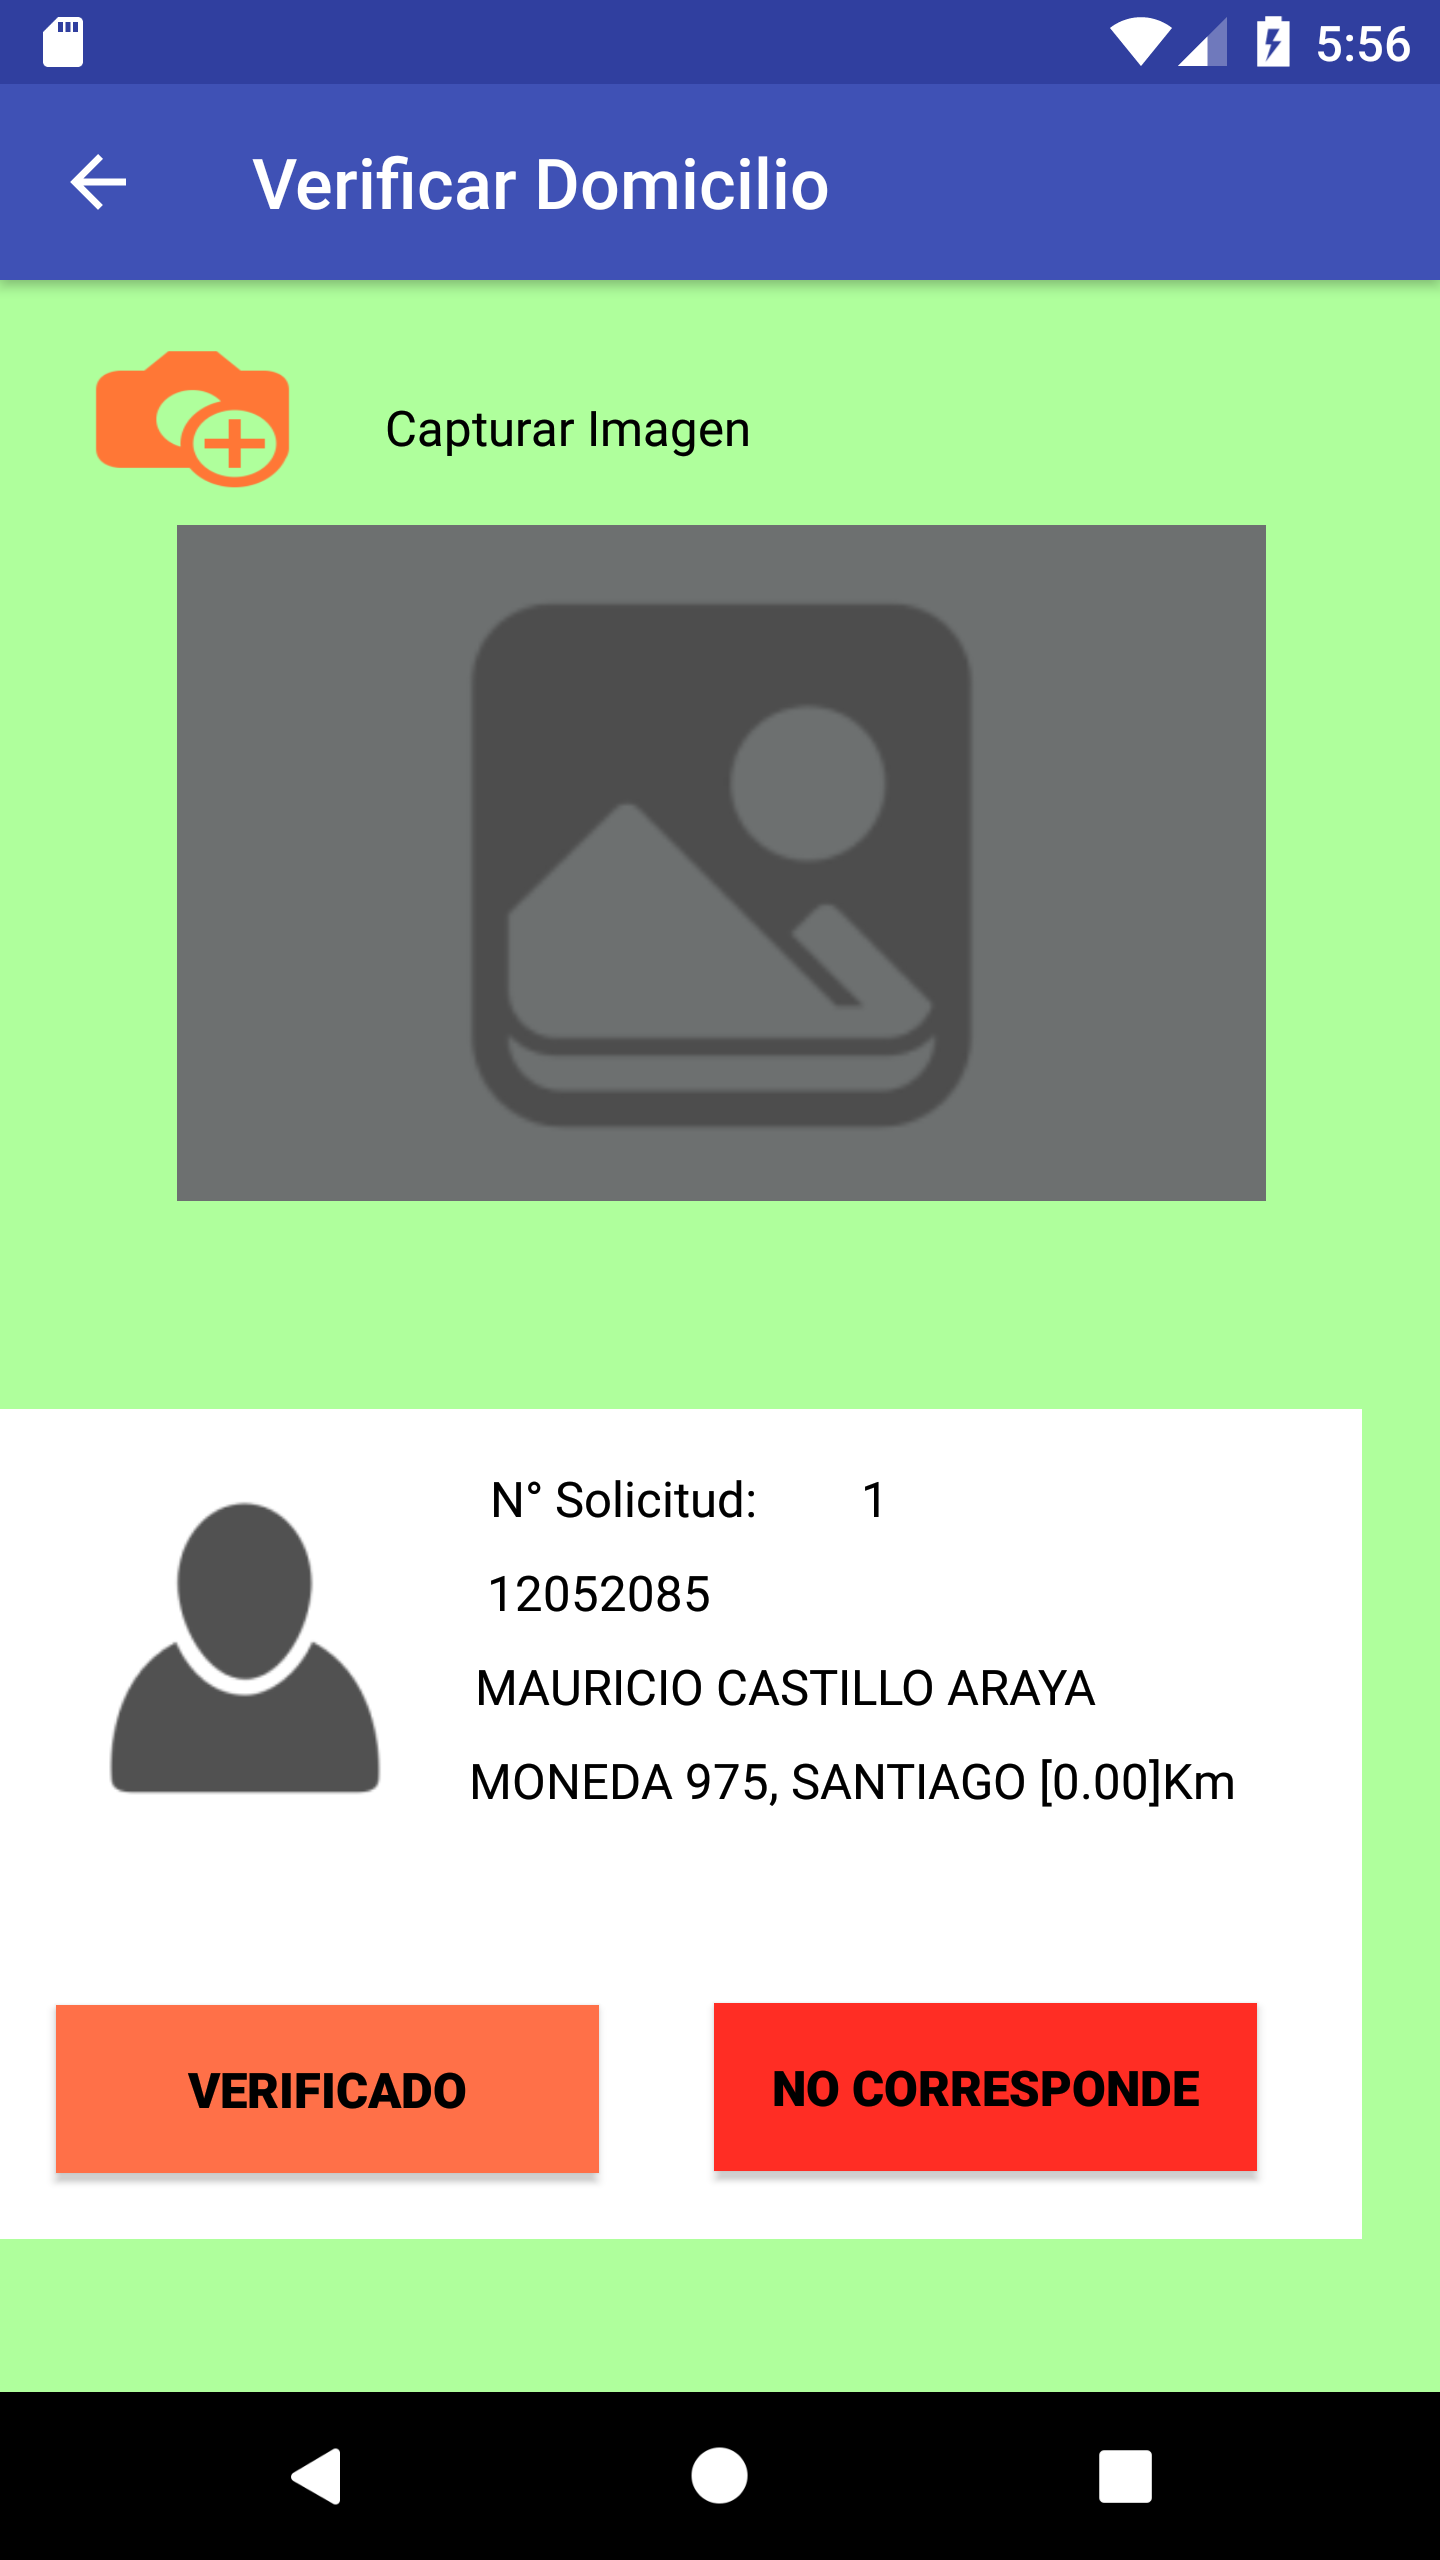 5:56
Verificar Domicilio
Capturar Imagen
N° Solicitud: 1
12052085
MAURICIO CASTILLO ARAYA
MONEDA 975, SANTIAGO [0.00]Km
VERIFICADO
NO CORRESPONDE